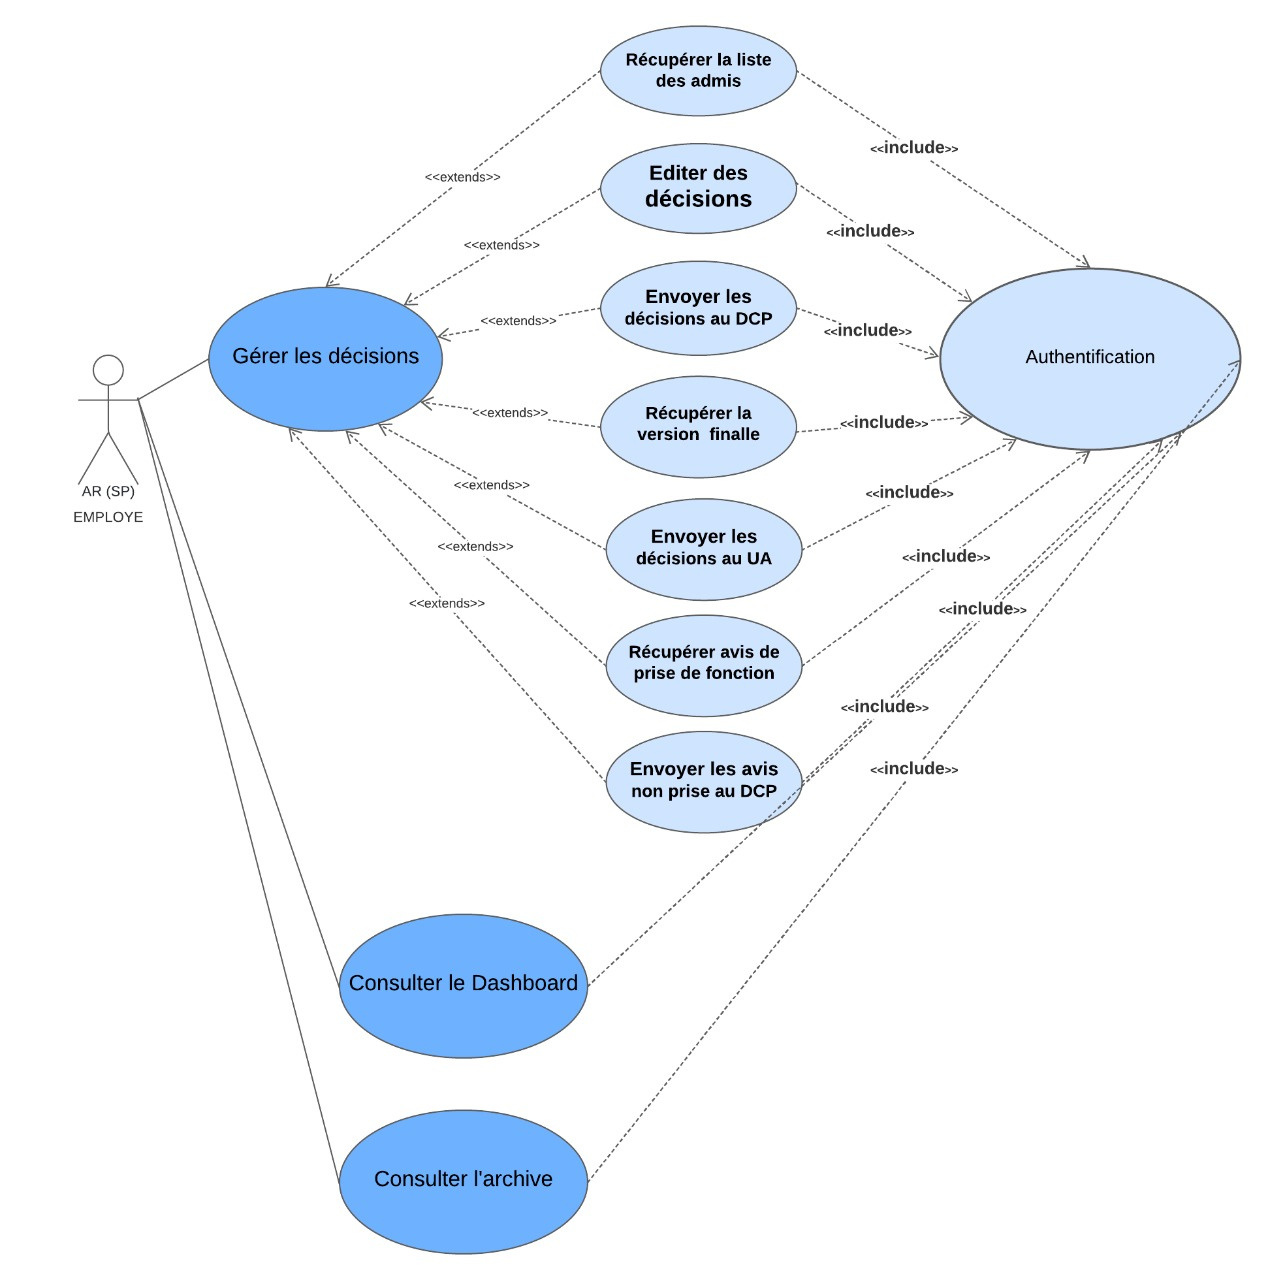 Récupérer la liste
des admis
<<include>>
<<extends>>
Editer des
décisions
<<include>>
<<extends>>
Envoyer les
décisions au DCP
<<extends>>
<<include>>
Gérer les décisions
Authentification
Récupérer la
version  finalle
<<extends>>
<<include>>
AR (SP)
EMPLOYE
<<extends>>
<<include>>
Envoyer les
décisions au UA
<<extends>>
<<include>>
<<extends>>
<<include>>
Récupérer avis de
prise de fonction
<<include>>
Envoyer les avis
non prise au DCP
<<include>>
Consulter le Dashboard
Consulter l'archive